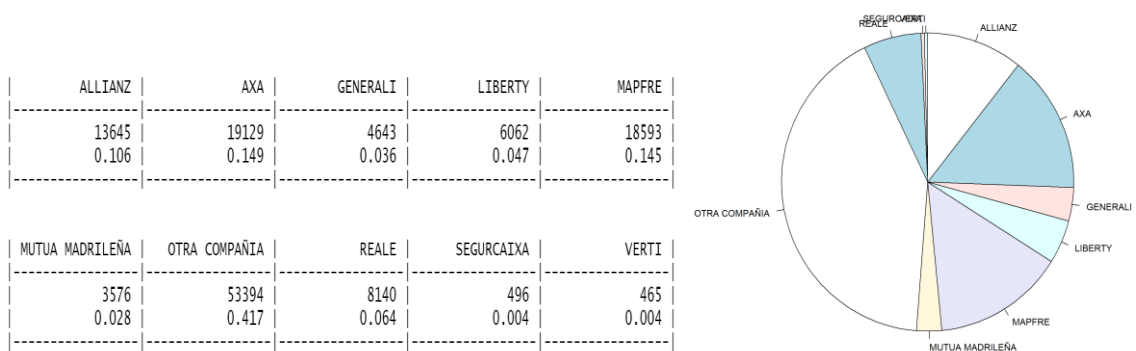 | ALLIANZ | AXA | GENERALI | LIBERTY | MAPFRE |
|-----------------|-----------------|-----------------|-----------------|-----------------|
| 13645 | 19129 | 4643 | 6062 | 18593 |
| 0.106 | 0.149 | 0.036 | 0.047 | 0.145 |
|-----------------|-----------------|-----------------|-----------------|-----------------|
| MUTUA MADRILEÑA | OTRA COMPAÑIA | REALE | SEGURCAIXA | VERTI |
|-----------------|-----------------|-----------------|-----------------|-----------------|
| 3576 | 53394 | 8140 | 496 | 465 |
| 0.028 | 0.417 | 0.064 | 0.004 | 0.004 |
|-----------------|-----------------|-----------------|-----------------|-----------------|
SEGURCAIXA
VERTI
REALE
ALLIANZ
AXA
GENERALI
LIBERTY
MAPFRE
MUTUA MADRILEÑA
OTRA COMPAÑIA